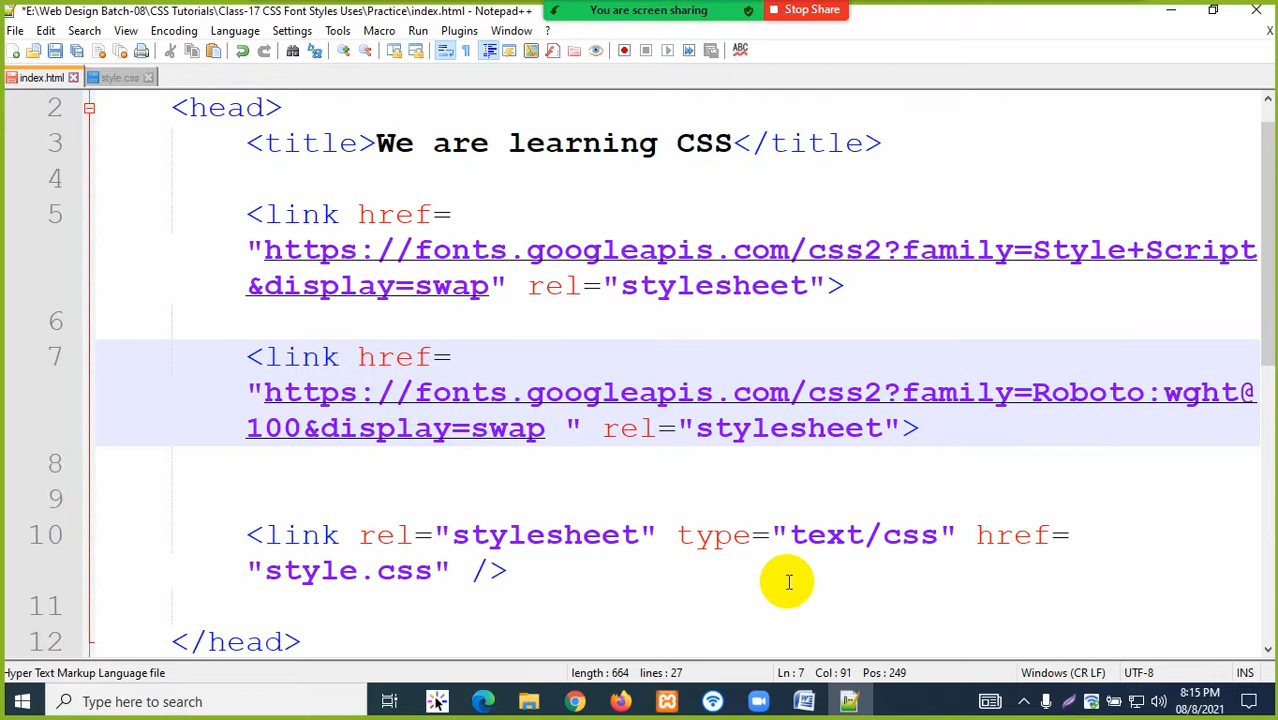 *E:\Web Design Batch-08\CSS Tutorials\Class-17 CSS Font Styles Uses\Practice\index.html - Notepad++
You are screen sharing
Stop Share
File Edit Search View Encoding Language Settings Tools Macro Run Plugins Window ?
X
ABC
index.html
style.css
2 <head>
3 <title>We are learning CSS</title>
4
5 <link href=
"https://fonts.googleapis.com/css2?family=Style+Script
&display=swap" rel="stylesheet">
6
7 <link href=
"https://fonts.googleapis.com/css2?family=Roboto:wght@
100&display=swap " rel="stylesheet">
8
9
10 <link rel="stylesheet" type="text/css" href=
"style.css" />
11
12 </head>
Hyper Text Markup Language file
length : 664 lines : 27
Ln : 7 Col : 91 Pos : 249
Windows (CR LF)
UTF-8
INS
Type here to search
8:15 PM
08/8/2021